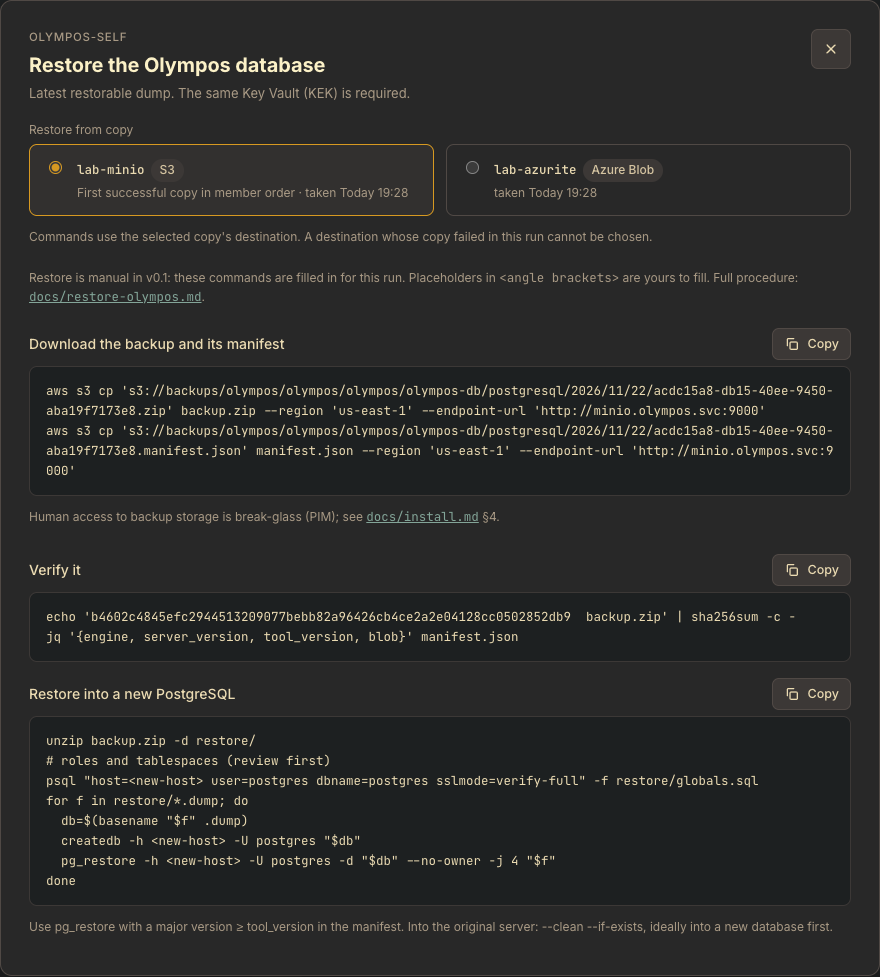 OLYMPOS-SELF
Restore the Olympos database
Latest restorable dump. The same Key Vault (KEK) is required.
Restore from copy
lab-minio S3
First successful copy in member order · taken Today 19:28
lab-azurite Azure Blob
taken Today 19:28
Commands use the selected copy's destination. A destination whose copy failed in this run cannot be chosen.
Restore is manual in v0.1: these commands are filled in for this run. Placeholders in <angle brackets> are yours to fill. Full procedure:
docs/restore-olympos.md.
Download the backup and its manifest
Copy
aws s3 cp 's3://backups/olympos/olympos/olympos/olympos-db/postgresql/2026/11/22/acdc15a8-db15-40ee-9450-
aba19f7173e8.zip' backup.zip --region 'us-east-1' --endpoint-url 'http://minio.olympos.svc:9000'
aws s3 cp 's3://backups/olympos/olympos/olympos/olympos-db/postgresql/2026/11/22/acdc15a8-db15-40ee-9450-
aba19f7173e8.manifest.json' manifest.json --region 'us-east-1' --endpoint-url 'http://minio.olympos.svc:9
000'
Human access to backup storage is break-glass (PIM); see docs/install.md §4.
Verify it
Copy
echo 'b4602c4845efc2944513209077bebb82a96426cb4ce2a2e04128cc0502852db9  backup.zip' | sha256sum -c -
jq '{engine, server_version, tool_version, blob}' manifest.json
Restore into a new PostgreSQL
Copy
unzip backup.zip -d restore/
# roles and tablespaces (review first)
psql "host=<new-host> user=postgres dbname=postgres sslmode=verify-full" -f restore/globals.sql
for f in restore/*.dump; do
  db=$(basename "$f" .dump)
  createdb -h <new-host> -U postgres "$db"
  pg_restore -h <new-host> -U postgres -d "$db" --no-owner -j 4 "$f"
done
Use pg_restore with a major version ≥ tool_version in the manifest. Into the original server: --clean --if-exists, ideally into a new database first.